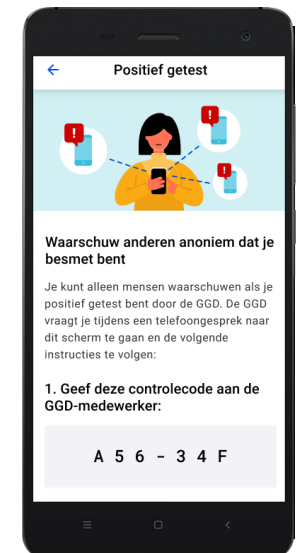 Positief getest
Waarschuw anderen anoniem dat je
besmet bent
Je kunt alleen mensen waarschuwen als je
positief getest bent door de GGD. De GGD
vraagt je tijdens een telefoongesprek naar
dit scherm te gaan en de volgende
instructies te volgen:
1. Geef deze controlecode aan de
GGD-medewerker:
A 5 6 – 3 4 F